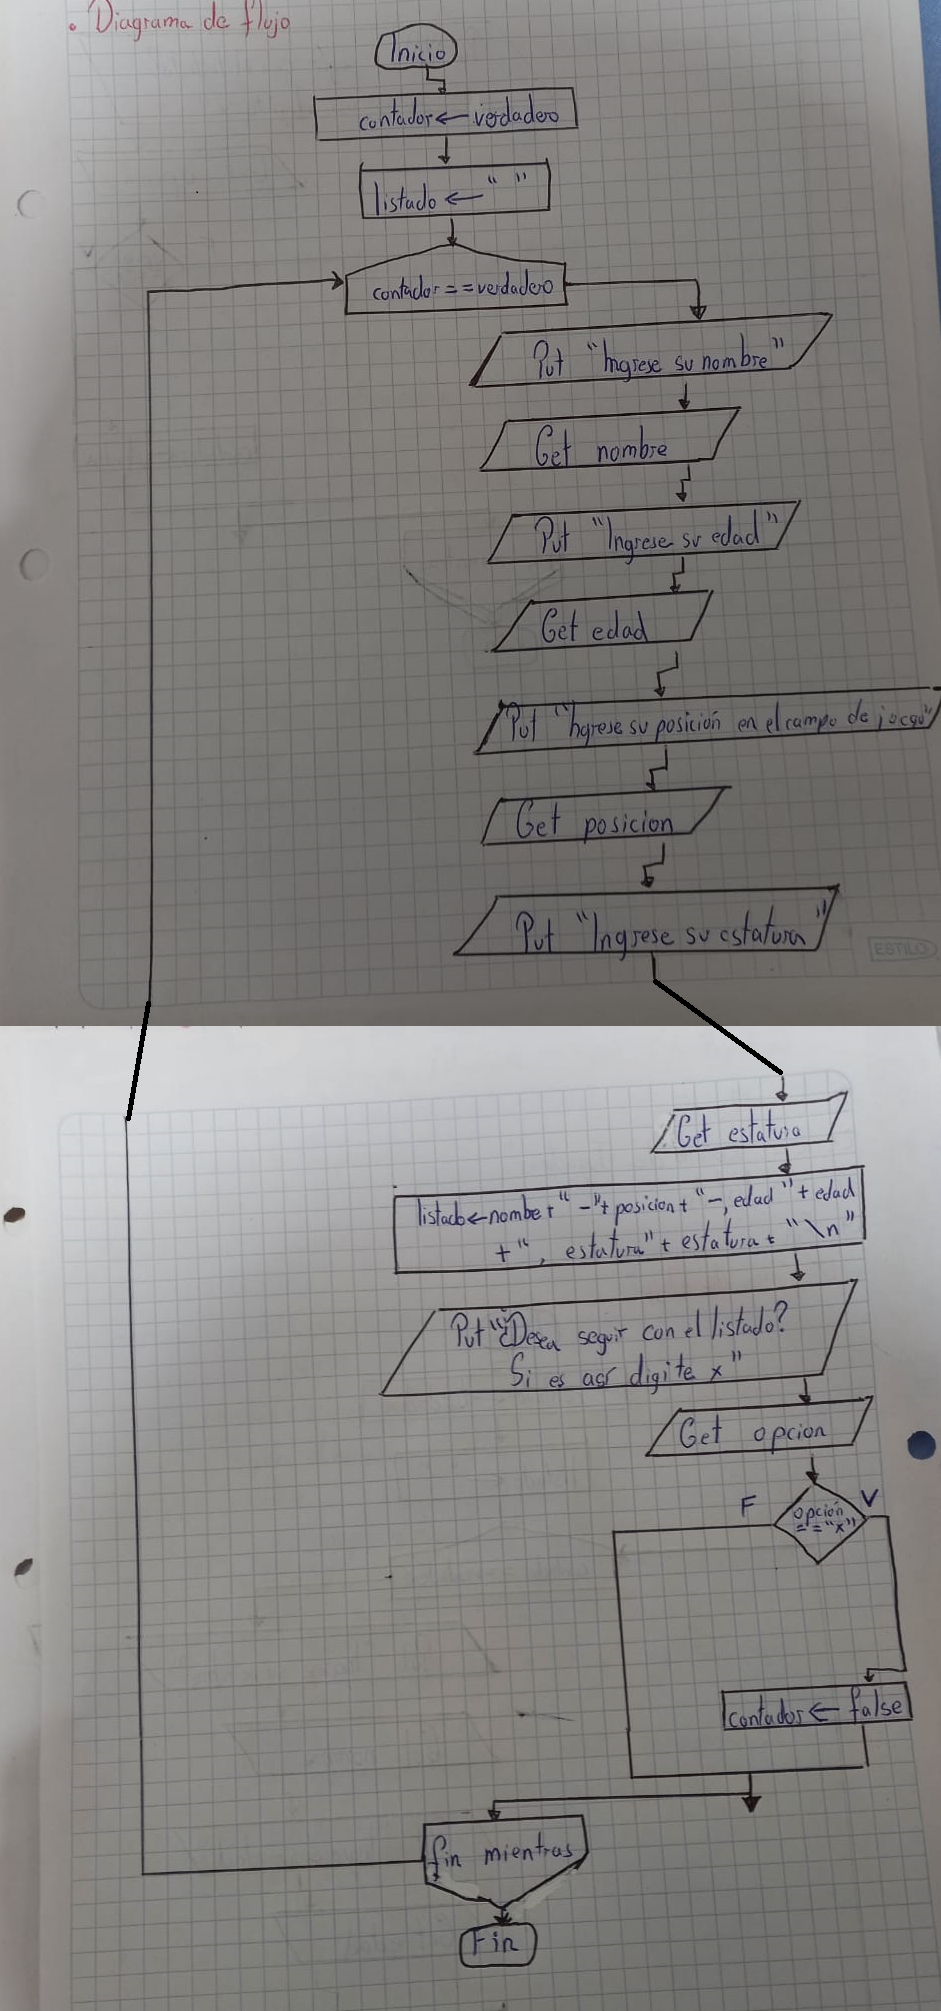 • Diagrama de flujo
Inicio
contador ← verdadero
listado ← " "
contador == verdadero
Put "Ingrese su nombre"
Get nombre
Put "Ingrese su edad"
Get edad
Put "Ingrese su posición en el campo de juego"
Get posicion
Put "Ingrese su estatura"
ESTILO
Get estatura
listado ← nombe + " - " + posicion + " -, edad " + edad
+ ", estatura" + estatura + "\n"
Put "¿Desea seguir con el listado?
Si es así digite x"
Get opcion
F
V
opción
== "x"
contador ← false
fin mientras
Fin